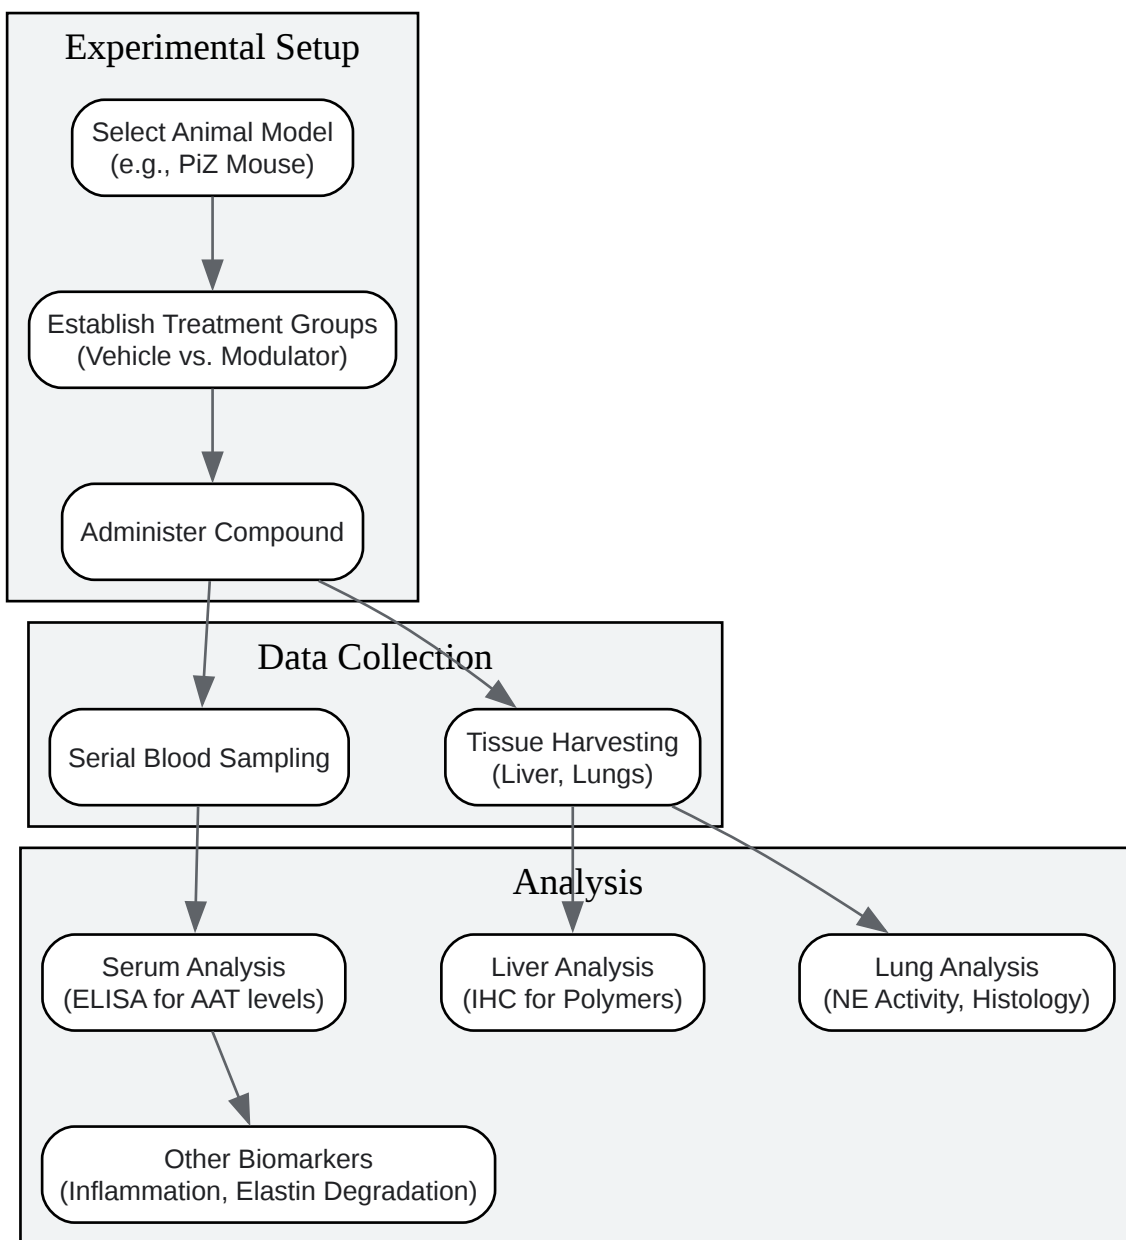 Experimental Setup
Select Animal Model
(e.g., PiZ Mouse)
Establish Treatment Groups
(Vehicle vs. Modulator)
Administer Compound
Data Collection
Serial Blood Sampling
Tissue Harvesting
(Liver, Lungs)
Analysis
Serum Analysis
(ELISA for AAT levels)
Liver Analysis
(IHC for Polymers)
Lung Analysis
(NE Activity, Histology)
Other Biomarkers
(Inflammation, Elastin Degradation)